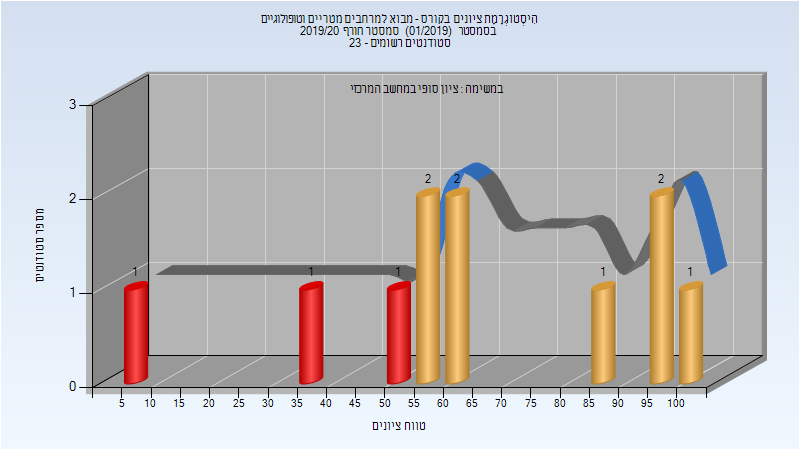 היסטוגרמת ציונים בקורס - מבוא למרחבים מטריים וטופולוגיים
בסמסטר (01/2019) סמסטר חורף 2019/20
סטודנטים רשומים - 23
במשימה : ציון סופי במחשב המרכזי
מספר סטודנטים
3
2
1
0
1
1
1
2
2
1
2
1
5 10 15 20 25 30 35 40 45 50 55 60 65 70 75 80 85 90 95 100
טווח ציונים